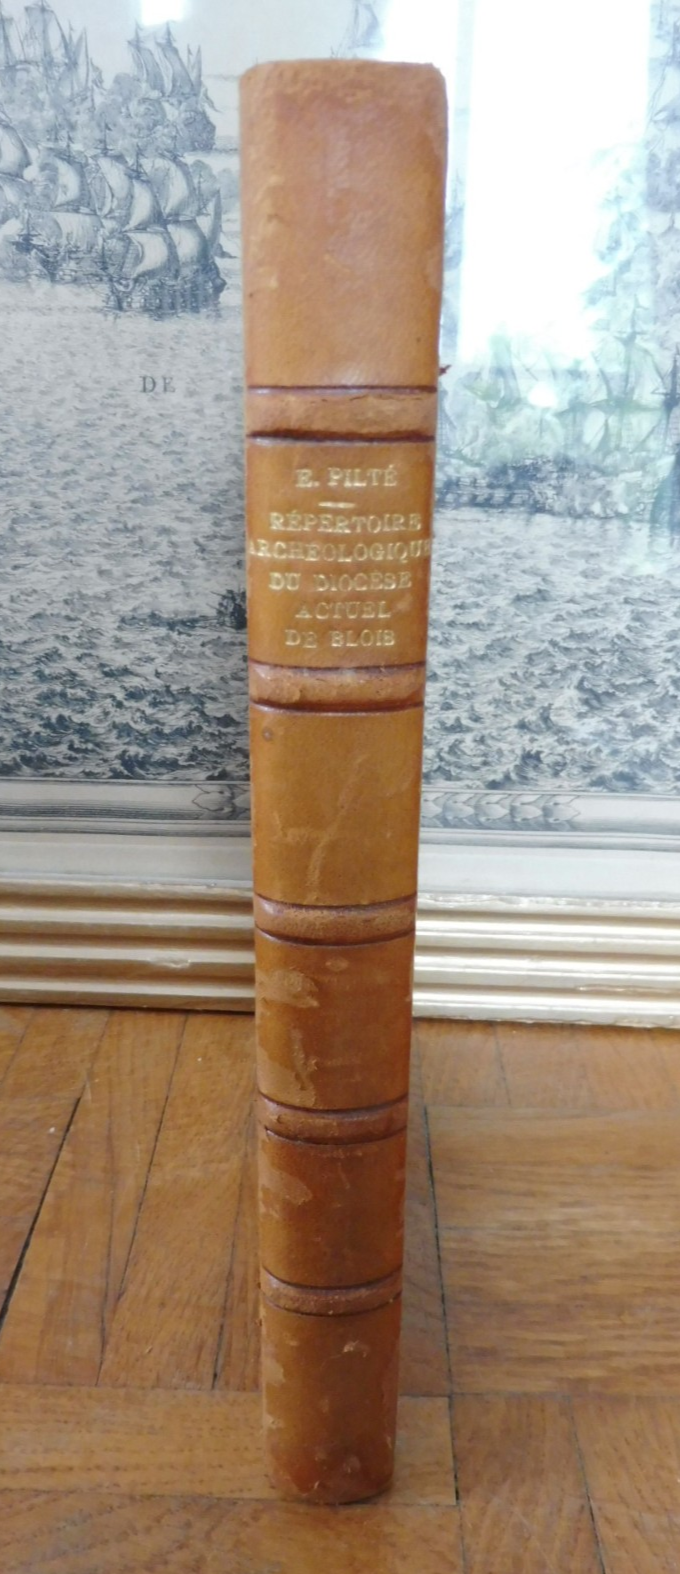 DE
E. PILTÉ
RÉPERTOIRE
ARCHÉOLOGIQUE
DU DIOCÈSE
ACTUEL
DE BLOIS